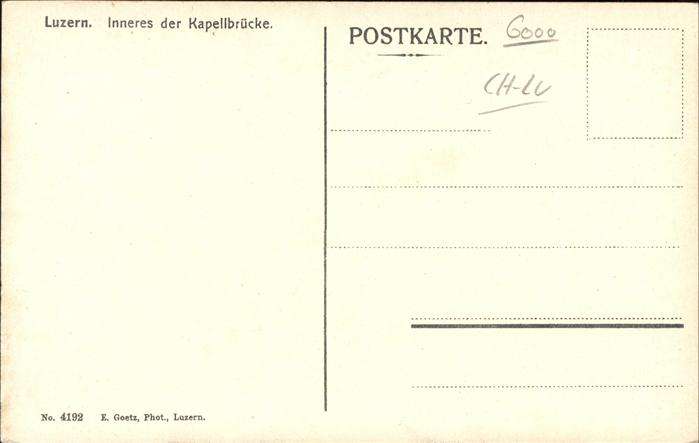 Luzern. Inneres der Kapellbrücke.
POSTKARTE. 6000
CH-LU
No. 4192 E. Goetz, Phot., Luzern.